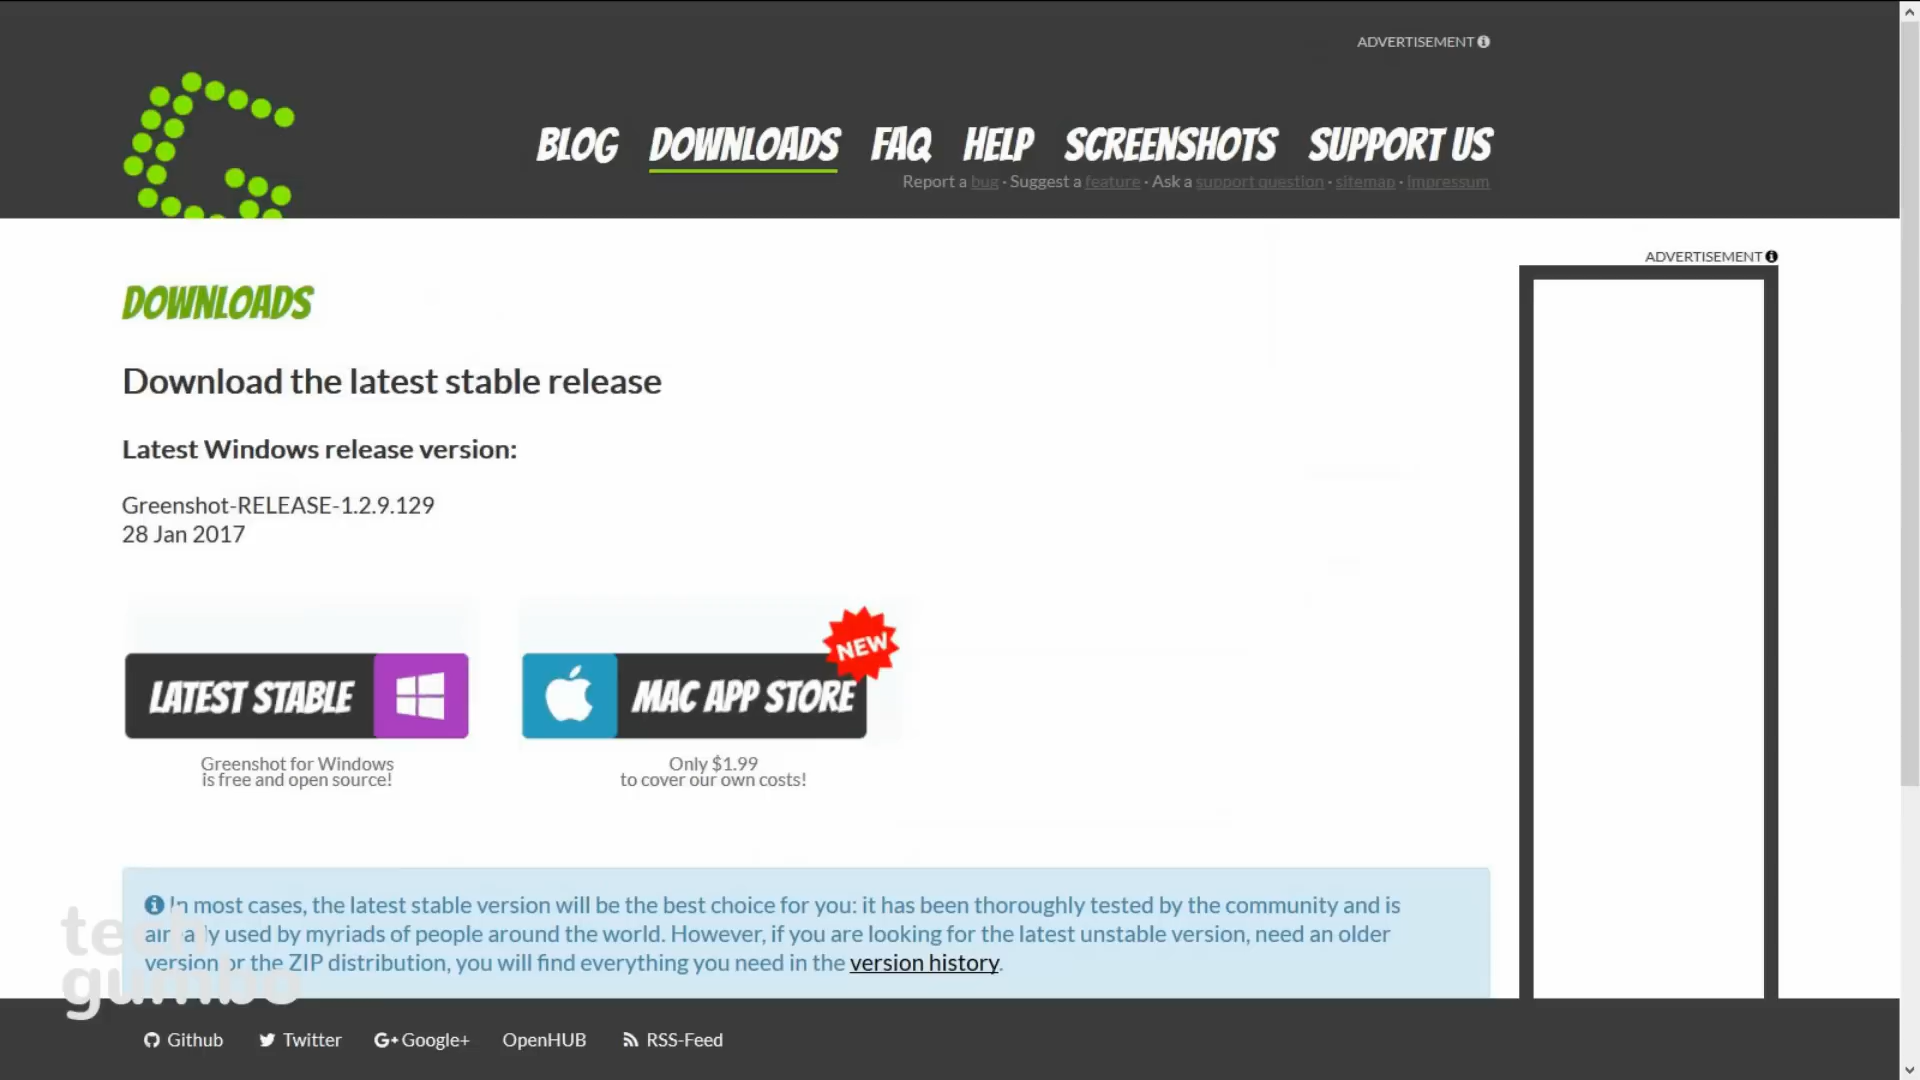 ADVERTISEMENT
BLOG DOWNLOADS FAQ HELP SCREENSHOTS SUPPORT US
Report a bug · Suggest a feature · Ask a support question · sitemap · impressum
ADVERTISEMENT
DOWNLOADS
Download the latest stable release
Latest Windows release version:
Greenshot-RELEASE-1.2.9.129
28 Jan 2017
NEW
LATEST STABLE
MAC APP STORE
Greenshot for Windows
is free and open source!
Only $1.99
to cover our own costs!
In most cases, the latest stable version will be the best choice for you: it has been thoroughly tested by the community and is
already used by myriads of people around the world. However, if you are looking for the latest unstable version, need an older
version or the ZIP distribution, you will find everything you need in the version history.
tech
gumbo
Github Twitter G+ Google+ OpenHUB RSS-Feed